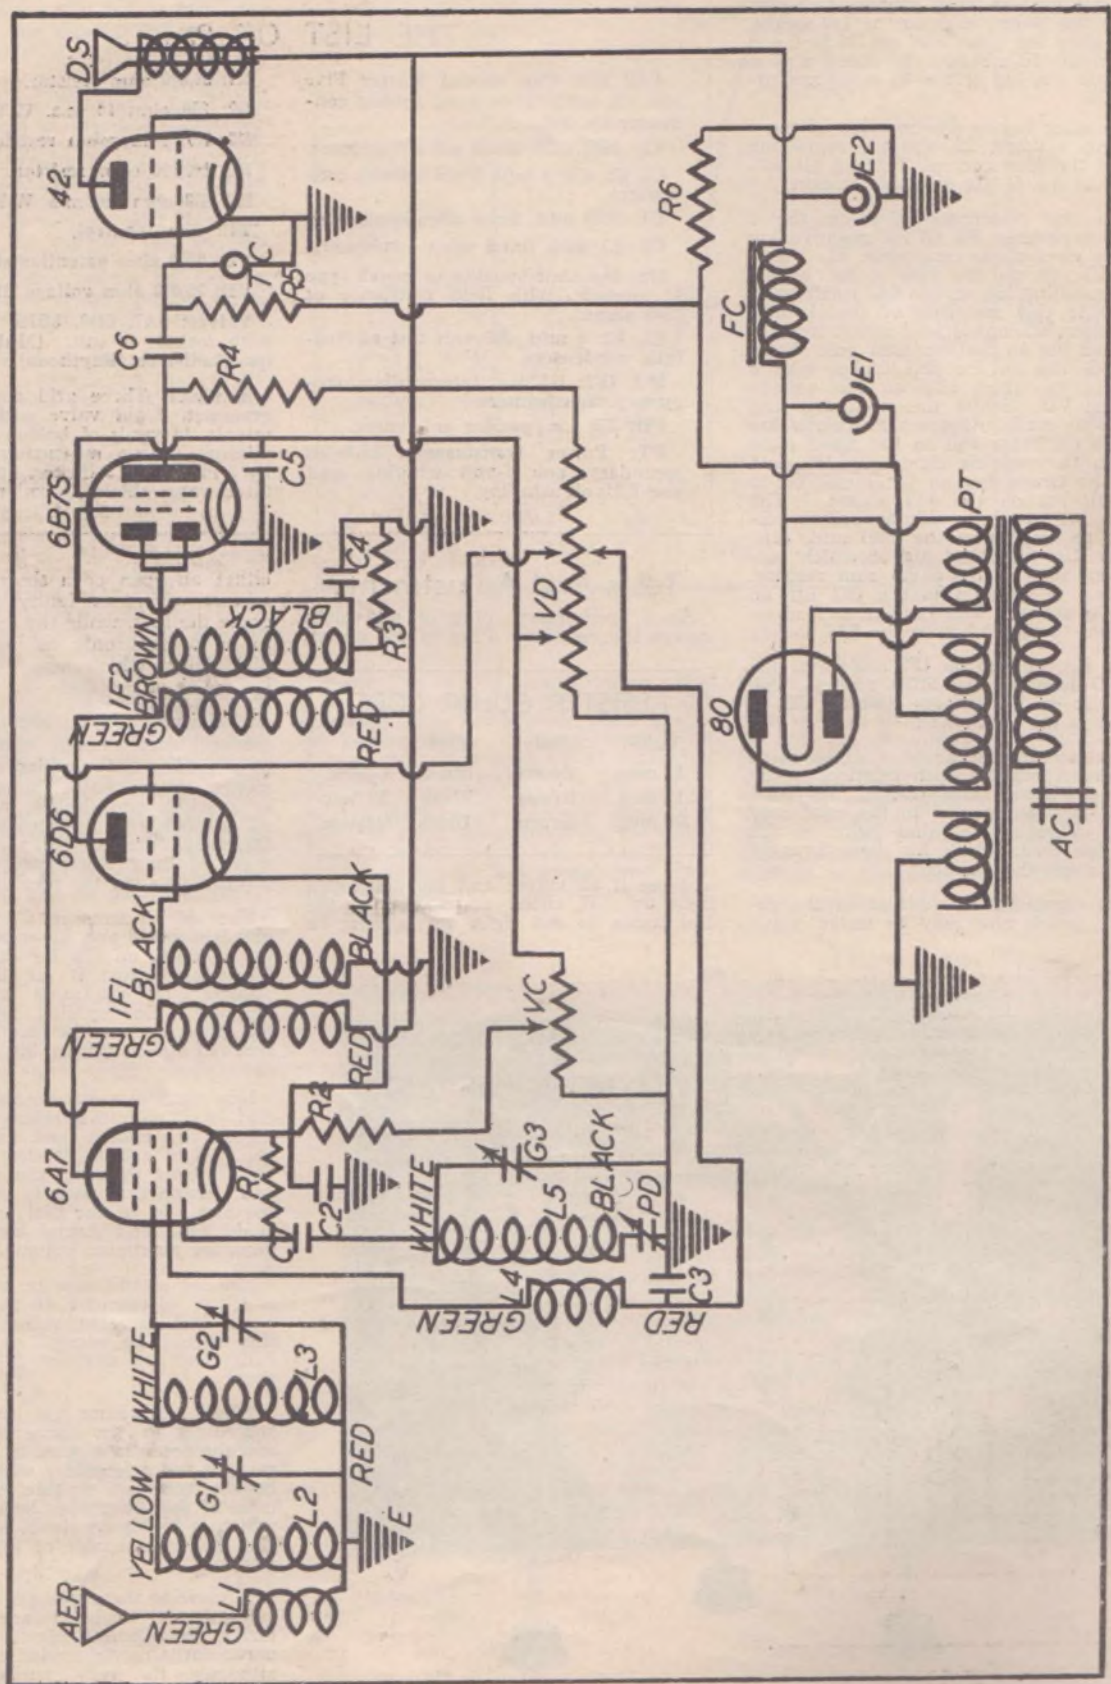 AER
GREEN
L1
YELLOW
G1
L2
E
RED
WHITE
G2
L3
6A7
R1
C1
C2
R2
GREEN
L4
RED
C3
WHITE
L5
G3
BLACK
PD
VC
GREEN
IF1
BLACK
RED
BLACK
6D6
GREEN
IF2
BROWN
RED
BLACK
R3
C4
6B7S
C5
VD
R4
C6
R5
TC
42
DS
R6
E2
FC
E1
PT
80
AC
LIST O